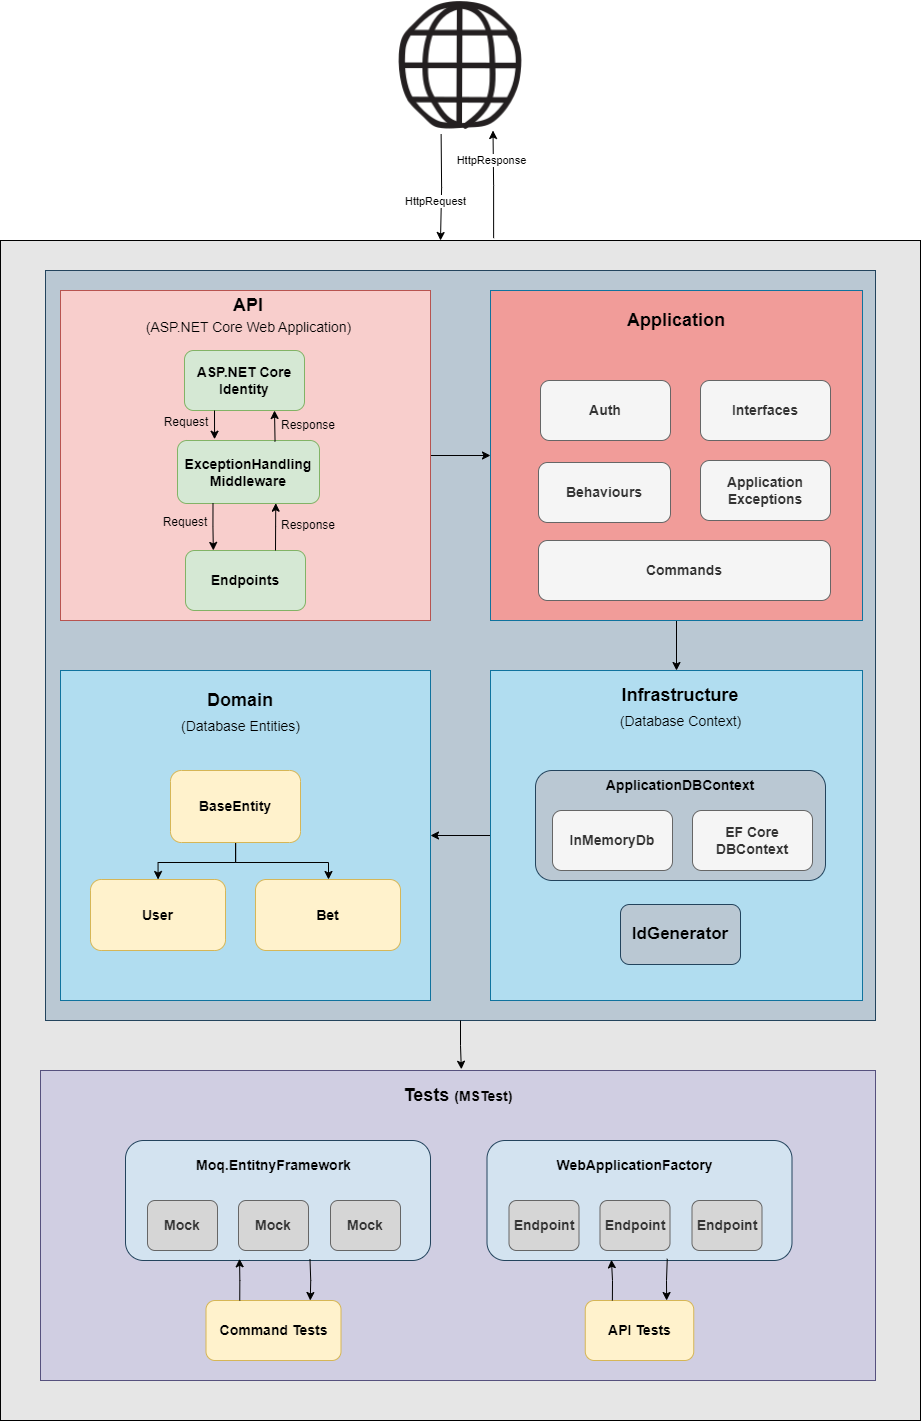 HttpResponse
HttpRequest
API
(ASP.NET Core Web Application)
ASP.NET Core
Identity
Request
Response
ExceptionHandling
Middleware
Request
Response
Endpoints
Application
Auth
Interfaces
Behaviours
Application
Exceptions
Commands
Domain
(Database Entities)
BaseEntity
User
Bet
Infrastructure
(Database Context)
ApplicationDBContext
InMemoryDb
EF Core
DBContext
IdGenerator
Tests (MSTest)
Moq.EntitnyFramework
Mock
Mock
Mock
Command Tests
WebApplicationFactory
Endpoint
Endpoint
Endpoint
API Tests